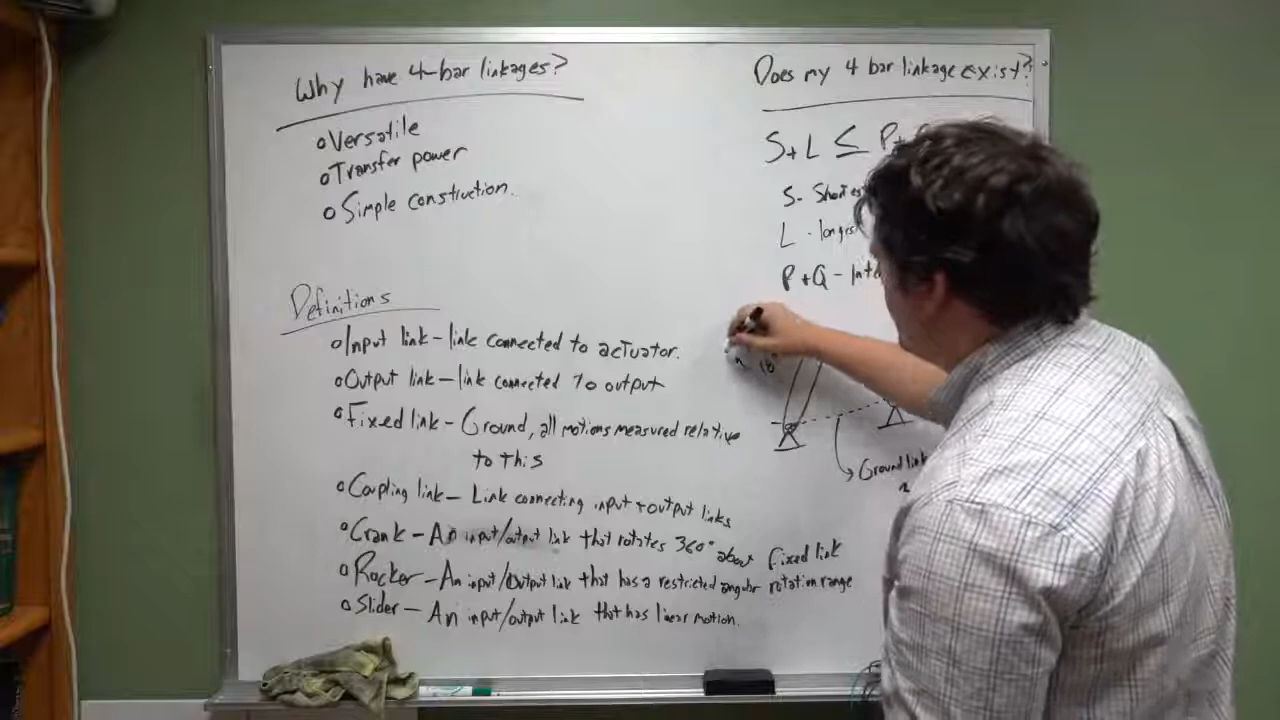 Why have 4-bar linkages?
Versatile
Transfer power
Simple construction.
Definitions
Input link - link connected to actuator.
Output link - link connected to output
Fixed link - Ground, all motions measured relative
to this
Coupling link - Link connecting input + output links
Crank - An input/output link that rotates 360° about fixed link
Rocker - An input/output link that has a restricted angular rotation range
Slider - An input/output link that has linear motion.
Does my 4 bar linkage exist?
S+L ≤ P+
S-
L -
P+Q -
Ground link